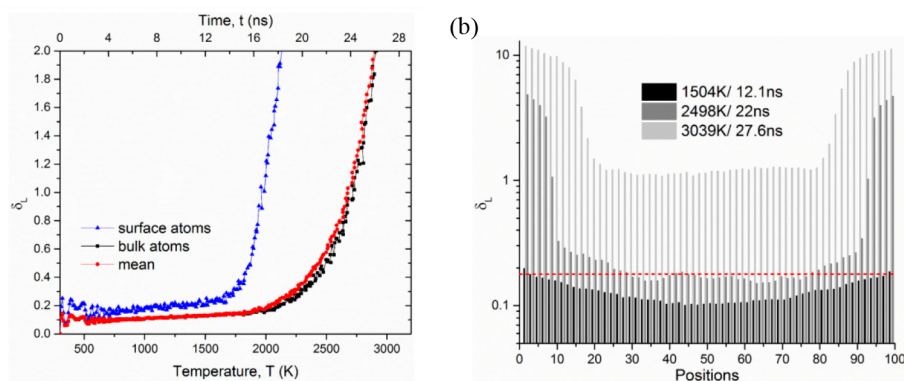 Time, t (ns)
0 4 8 12 16 20 24 28
2.0
1.8
1.6
1.4
1.2
1.0
0.8
0.6
0.4
0.2
0.0
δL
surface atoms
bulk atoms
mean
500 1000 1500 2000 2500 3000
Temperature, T (K)
(b)
10
1
0.1
δL
1504K/ 12.1ns
2498K/ 22ns
3039K/ 27.6ns
0 10 20 30 40 50 60 70 80 90 100
Positions